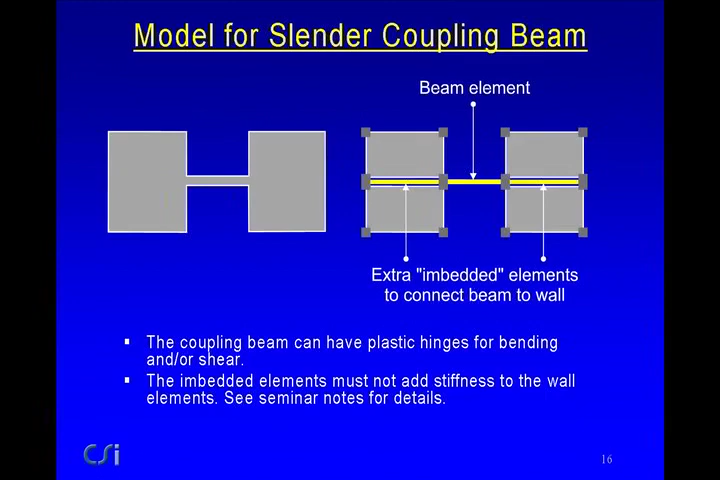 Model for Slender Coupling Beam
Beam element
Extra "imbedded" elements
to connect beam to wall
▪ The coupling beam can have plastic hinges for bending
and/or shear.
▪ The imbedded elements must not add stiffness to the wall
elements. See seminar notes for details.
CSi
16